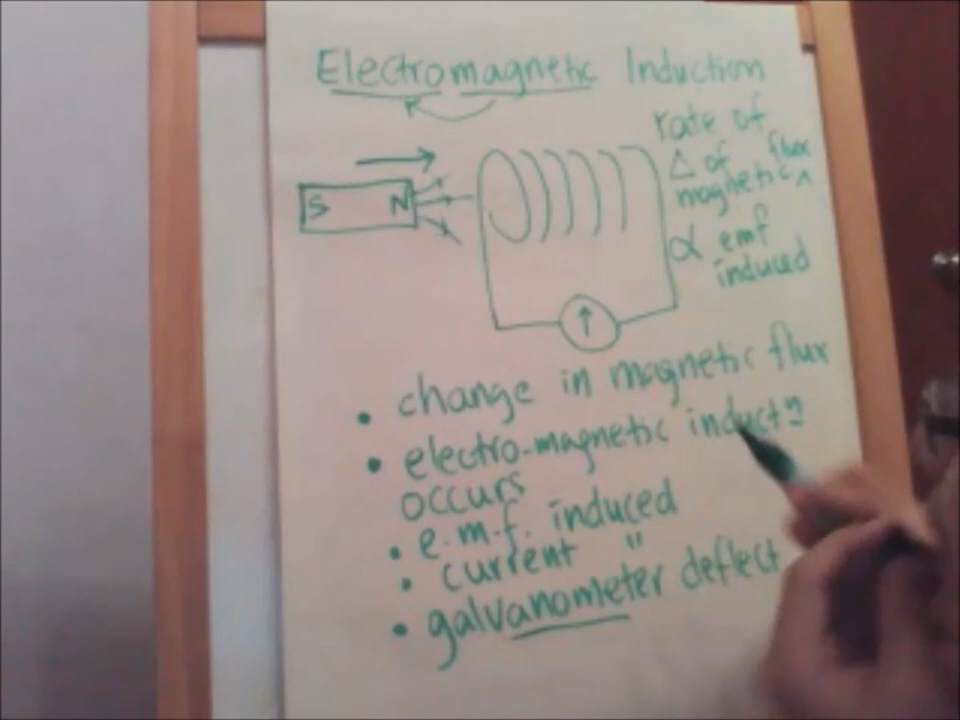 Electromagnetic Induction
rate of
Δ of flux
magnetic ^
∝ emf
induced
S N
• change in magnetic flux
• electro-magnetic inductn
occurs
• e.m.f. induced
• current "
• galvanometer deflect